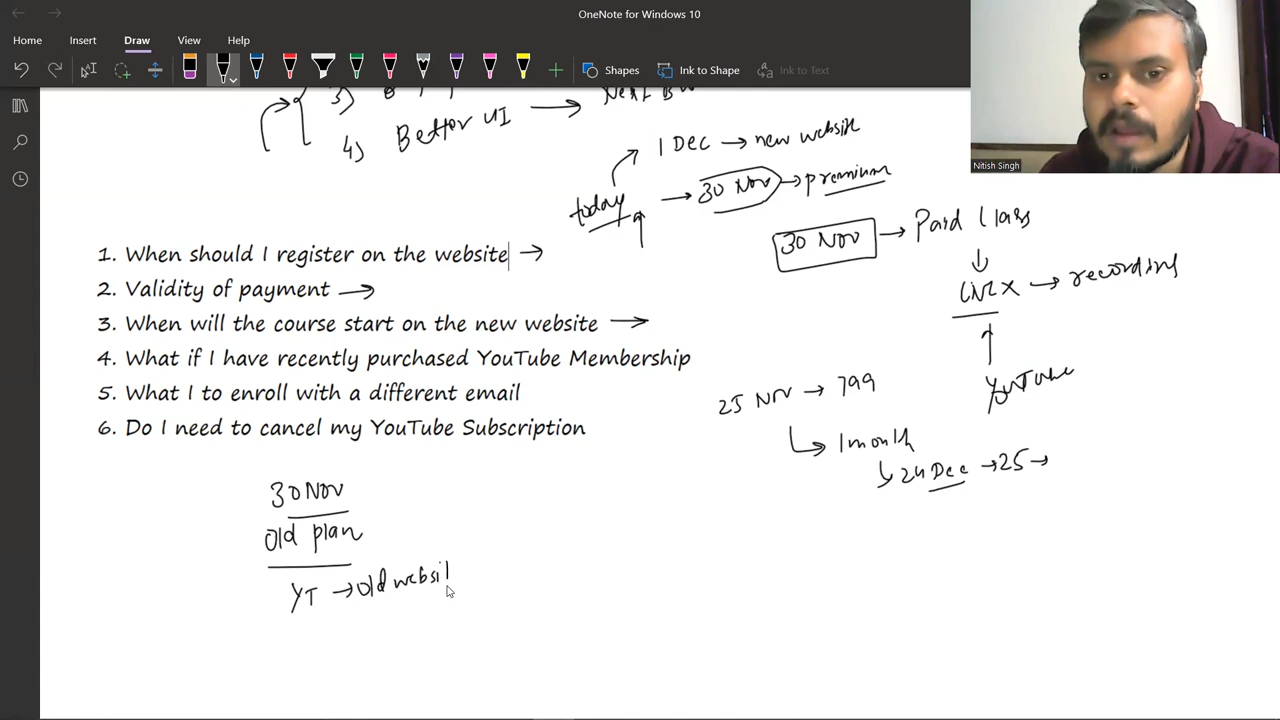 OneNote for Windows 10
Home Insert Draw View Help
Shapes Ink to Shape Ink to Text
Nitish Singh
3)
4) Better UI → Next
1 Dec → new website
today → 30 Nov → premium
30 Nov → Paid Class
Live X → recording
YouTube
1. When should I register on the website →
2. Validity of payment →
3. When will the course start on the new website →
4. What if I have recently purchased YouTube Membership
5. What I to enroll with a different email
6. Do I need to cancel my YouTube Subscription
25 Nov → 799
1 month
24 Dec → 25 →
30 Nov
Old plan
YT → old websit